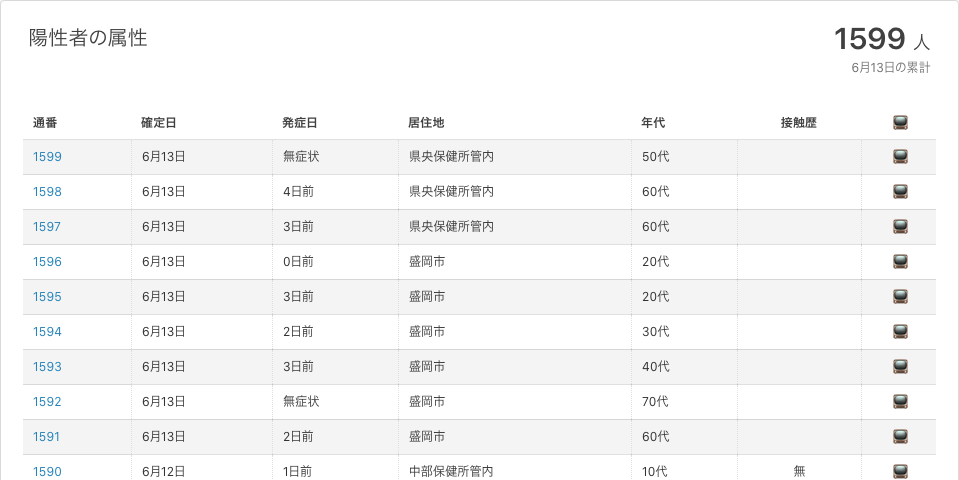 陽性者の属性
1599 人
6月13日の累計
通番 確定日 発症日 居住地 年代 接触歴
1599 6月13日 無症状 県央保健所管内 50代
1598 6月13日 4日前 県央保健所管内 60代
1597 6月13日 3日前 県央保健所管内 60代
1596 6月13日 0日前 盛岡市 20代
1595 6月13日 3日前 盛岡市 20代
1594 6月13日 2日前 盛岡市 30代
1593 6月13日 3日前 盛岡市 40代
1592 6月13日 無症状 盛岡市 70代
1591 6月13日 2日前 盛岡市 60代
1590 6月12日 1日前 中部保健所管内 10代 無